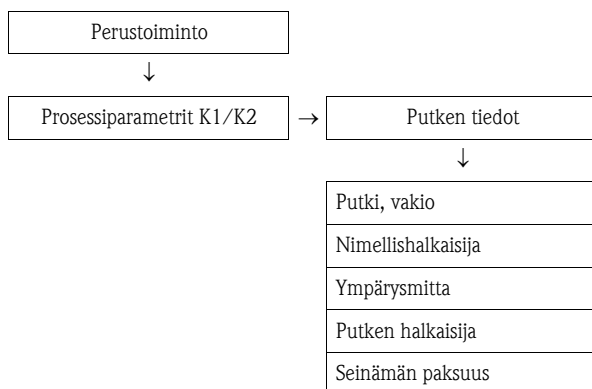 Perustoiminto
↓
Prosessiparametrit K1/K2 → Putken tiedot
↓
Putki, vakio
Nimellishalkaisija
Ympärysmitta
Putken halkaisija
Seinämän paksuus